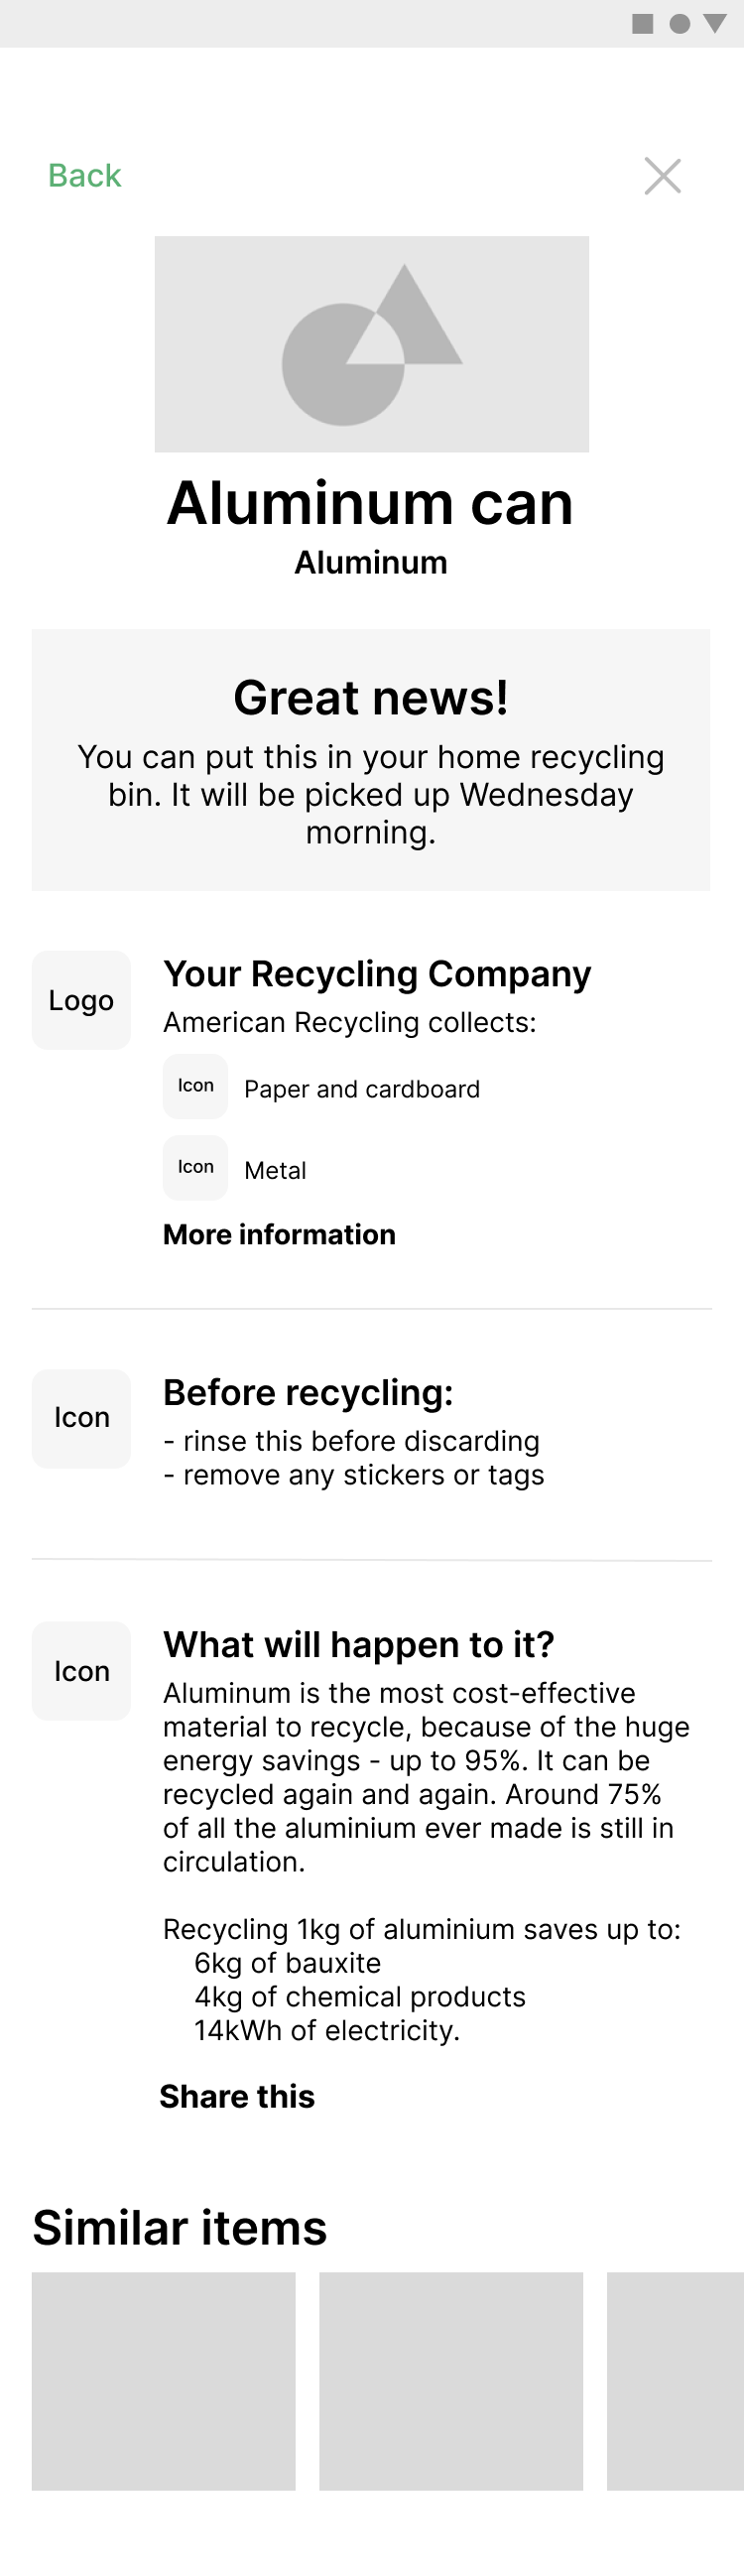 Back
Aluminum can
Aluminum
Great news!
You can put this in your home recycling
bin. It will be picked up Wednesday
morning.
Logo
Your Recycling Company
American Recycling collects:
Icon
Paper and cardboard
Icon
Metal
More information
Icon
Before recycling:
- rinse this before discarding
- remove any stickers or tags
Icon
What will happen to it?
Aluminum is the most cost-effective
material to recycle, because of the huge
energy savings - up to 95%. It can be
recycled again and again. Around 75%
of all the aluminium ever made is still in
circulation.
Recycling 1kg of aluminium saves up to:
6kg of bauxite
4kg of chemical products
14kWh of electricity.
Share this
Similar items